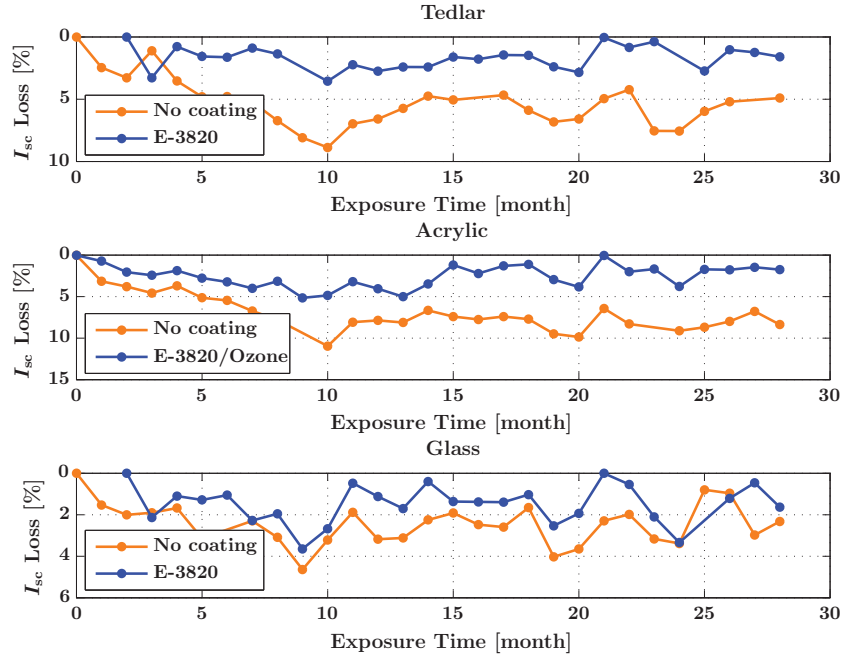 Tedlar
0
5
10
I_sc Loss [%]
No coating
E-3820
0 5 10 15 20 25 30
Exposure Time [month]
Acrylic
0
5
10
15
I_sc Loss [%]
No coating
E-3820/Ozone
0 5 10 15 20 25 30
Exposure Time [month]
Glass
0
2
4
6
I_sc Loss [%]
No coating
E-3820
0 5 10 15 20 25 30
Exposure Time [month]